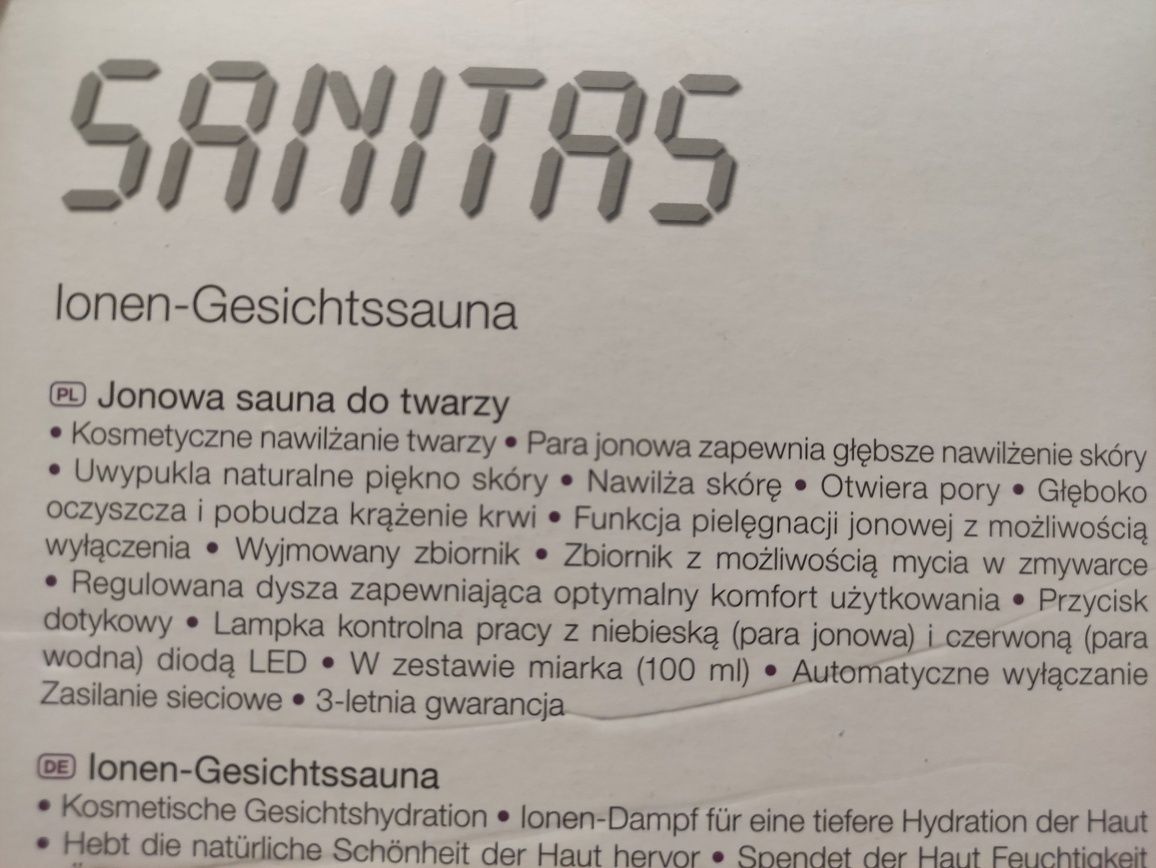 SANITAS
Ionen-Gesichtssauna
PL Jonowa sauna do twarzy
• Kosmetyczne nawilżanie twarzy • Para jonowa zapewnia głębsze nawilżenie skóry
• Uwypukla naturalne piękno skóry • Nawilża skórę • Otwiera pory • Głęboko
oczyszcza i pobudza krążenie krwi • Funkcja pielęgnacji jonowej z możliwością
wyłączenia • Wyjmowany zbiornik • Zbiornik z możliwością mycia w zmywarce
• Regulowana dysza zapewniająca optymalny komfort użytkowania • Przycisk
dotykowy • Lampka kontrolna pracy z niebieską (para jonowa) i czerwoną (para
wodna) diodą LED • W zestawie miarka (100 ml) • Automatyczne wyłączanie
Zasilanie sieciowe • 3-letnia gwarancja
DE Ionen-Gesichtssauna
• Kosmetische Gesichtshydration • Ionen-Dampf für eine tiefere Hydration der Haut
• Hebt die natürliche Schönheit der Haut hervor • Spendet der Haut Feuchtigkeit